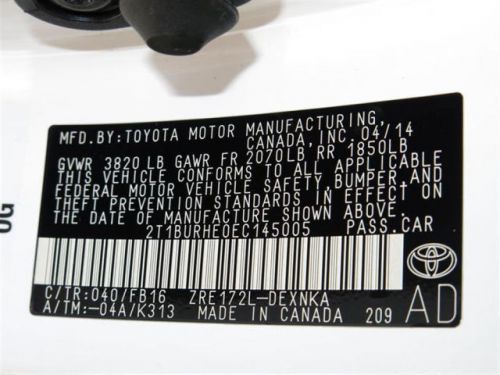 MFD.BY:TOYOTA MOTOR MANUFACTURING,
CANADA, INC. 04/14
GVWR 3820LB GAWR FR 2070LB RR 1850LB
THIS VEHICLE CONFORMS TO ALL APPLICABLE
FEDERAL MOTOR VEHICLE SAFETY, BUMPER AND
THEFT PREVENTION STANDARDS IN EFFECT ON
THE DATE OF MANUFACTURE SHOWN ABOVE.
2T1BURHE0EC145005 PASS.CAR
C/TR:040/FB16 ZRE172L-DEXNKA
A/TM:-04A/K313 MADE IN CANADA 209
AD
OG